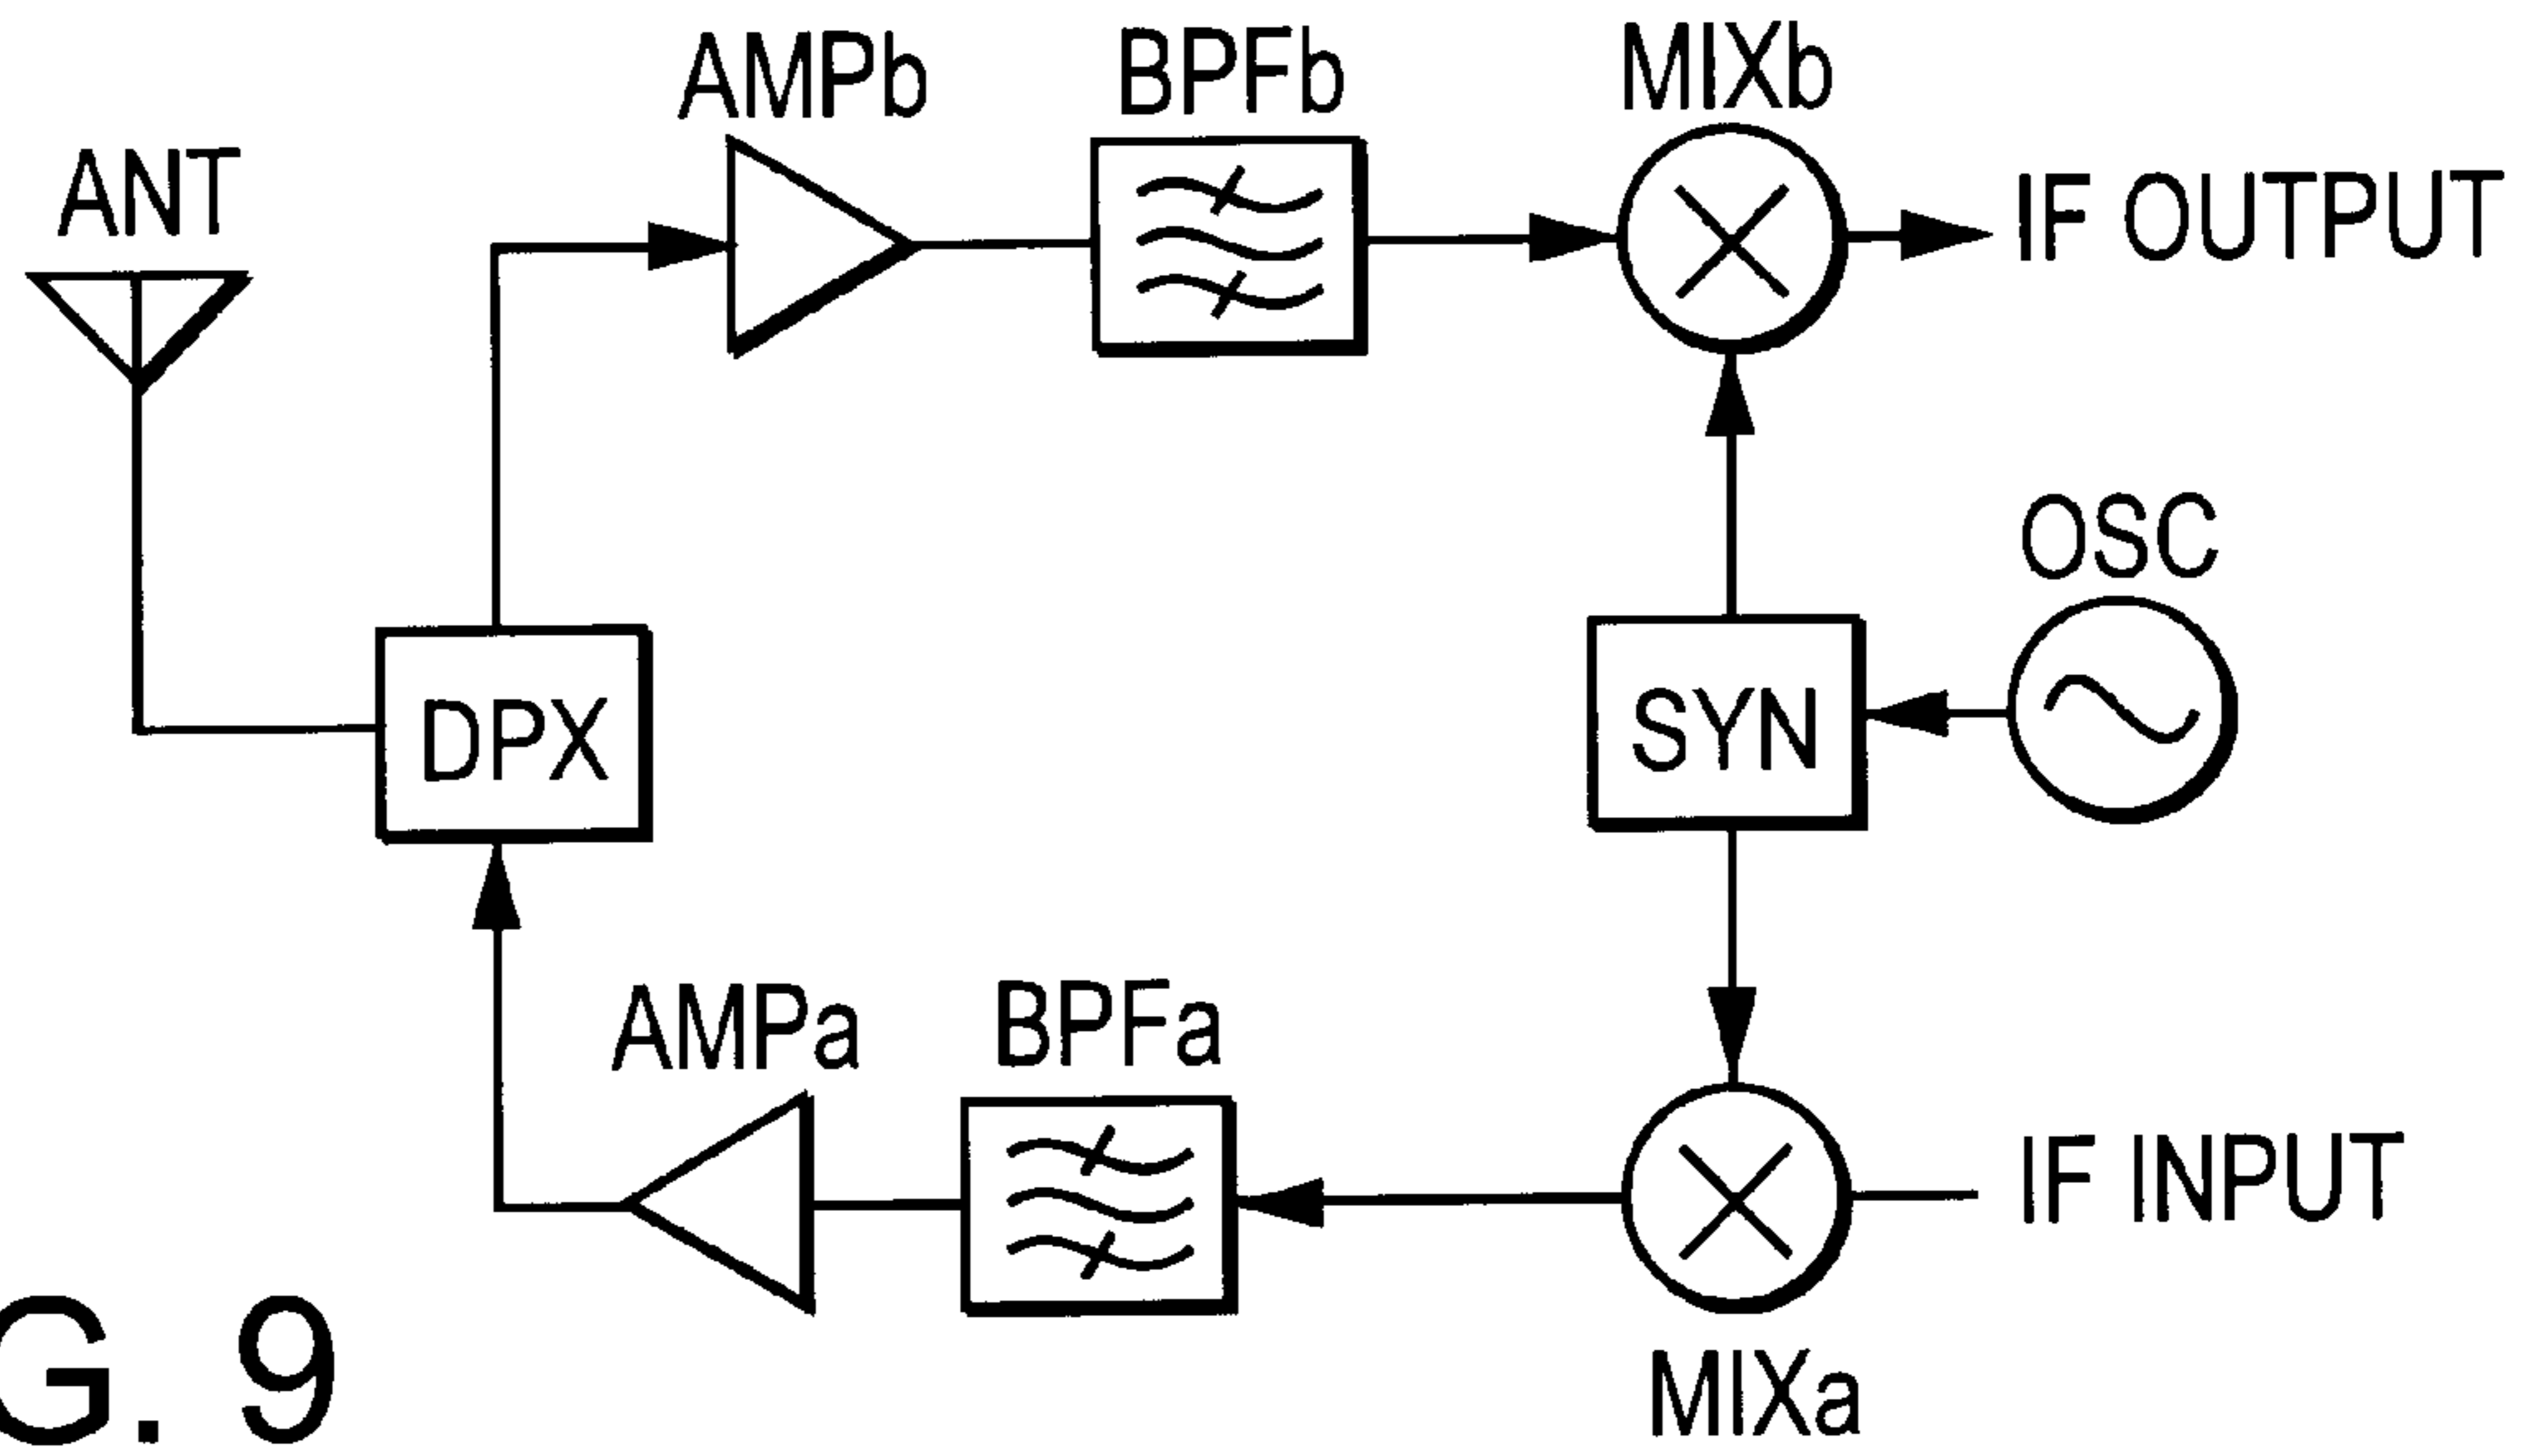 AMPb
BPFb
MIXb
ANT
IF OUTPUT
OSC
DPX
SYN
AMPa
BPFa
IF INPUT
MIXa
G. 9